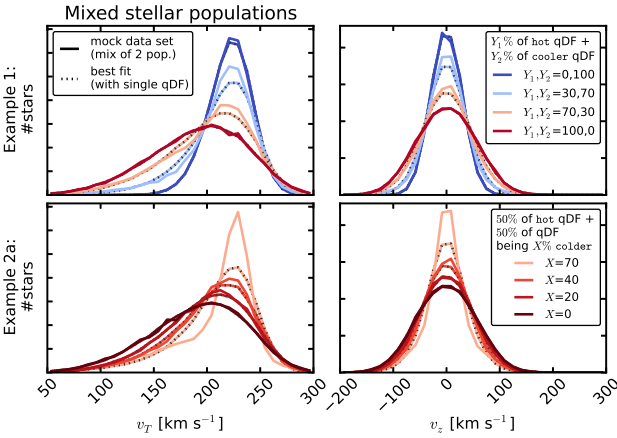 Mixed stellar populations
Example 1:
#stars
mock data set
(mix of 2 pop.)
best fit
(with single qDF)
Y₁% of hot qDF +
Y₂% of cooler qDF
Y₁,Y₂=0,100
Y₁,Y₂=30,70
Y₁,Y₂=70,30
Y₁,Y₂=100,0
Example 2a:
#stars
50% of hot qDF +
50% of qDF
being X% colder
X=70
X=40
X=20
X=0
50 100 150 200 250 300
−200 −100 0 100 200 300
v_T [km s⁻¹]
v_z [km s⁻¹]